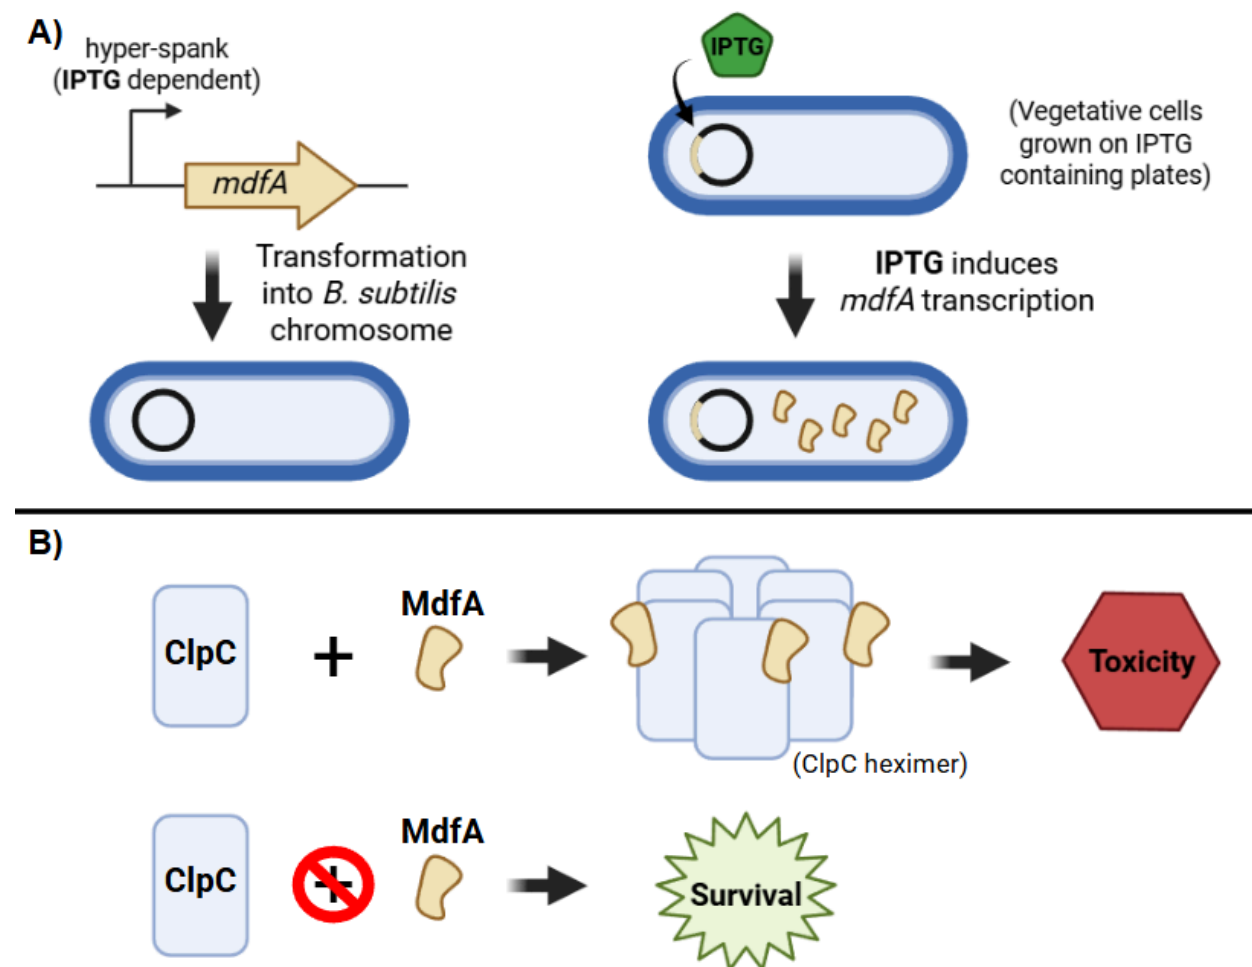 A)
hyper-spank
(IPTG dependent)
mdfA
Transformation
into B. subtilis
chromosome
IPTG
(Vegetative cells
grown on IPTG
containing plates)
IPTG induces
mdfA transcription
B)
ClpC
+
MdfA
(ClpC heximer)
Toxicity
ClpC
+
MdfA
Survival